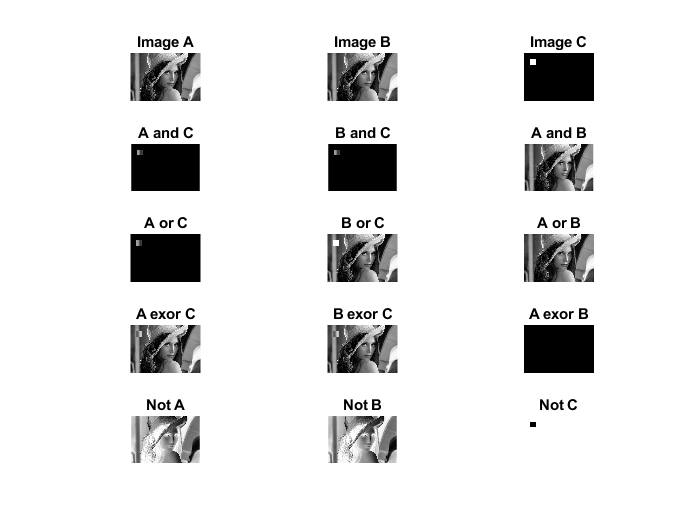 Image A
Image B
Image C
A and C
B and C
A and B
A or C
B or C
A or B
A exor C
B exor C
A exor B
Not A
Not B
Not C